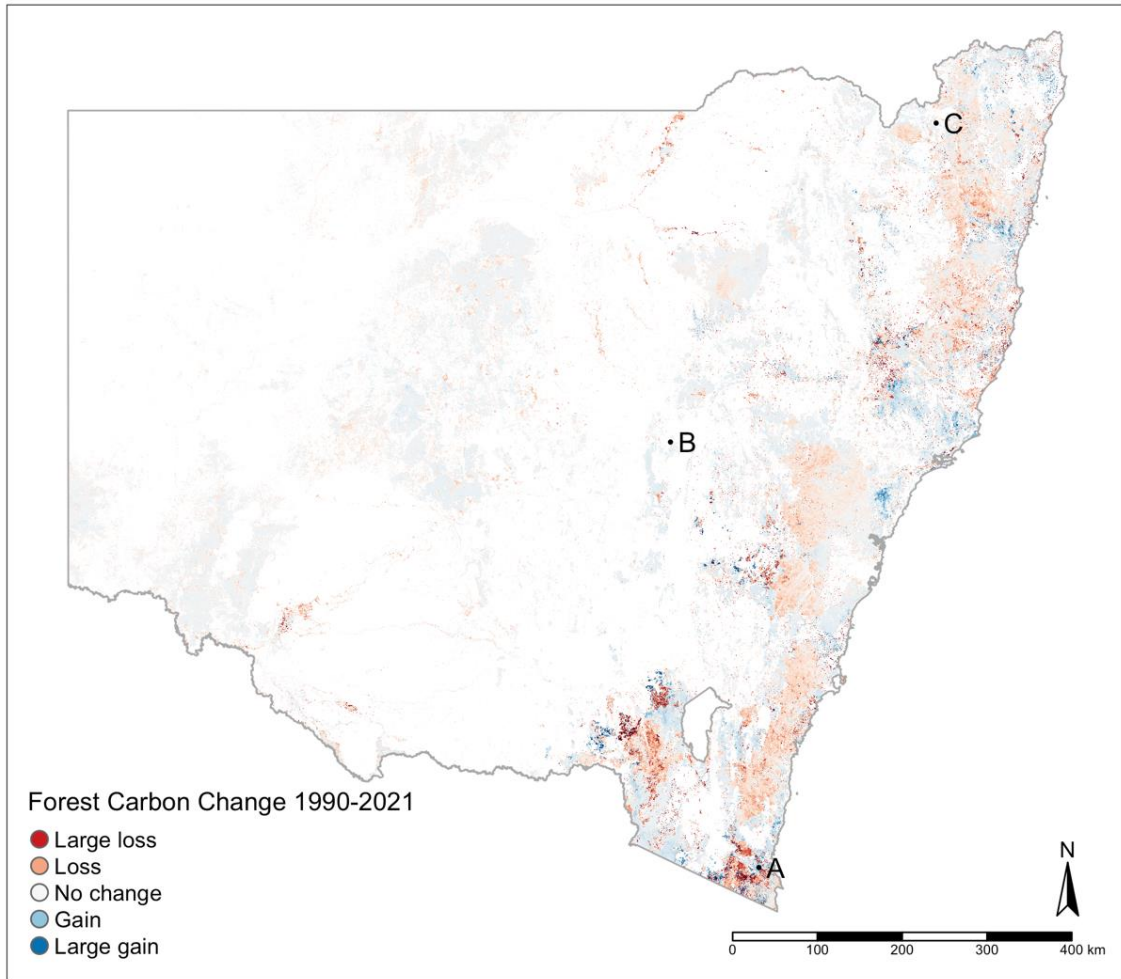 C
B
Forest Carbon Change 1990-2021
Large loss
Loss
No change
Gain
Large gain
A
N
0 100 200 300 400 km